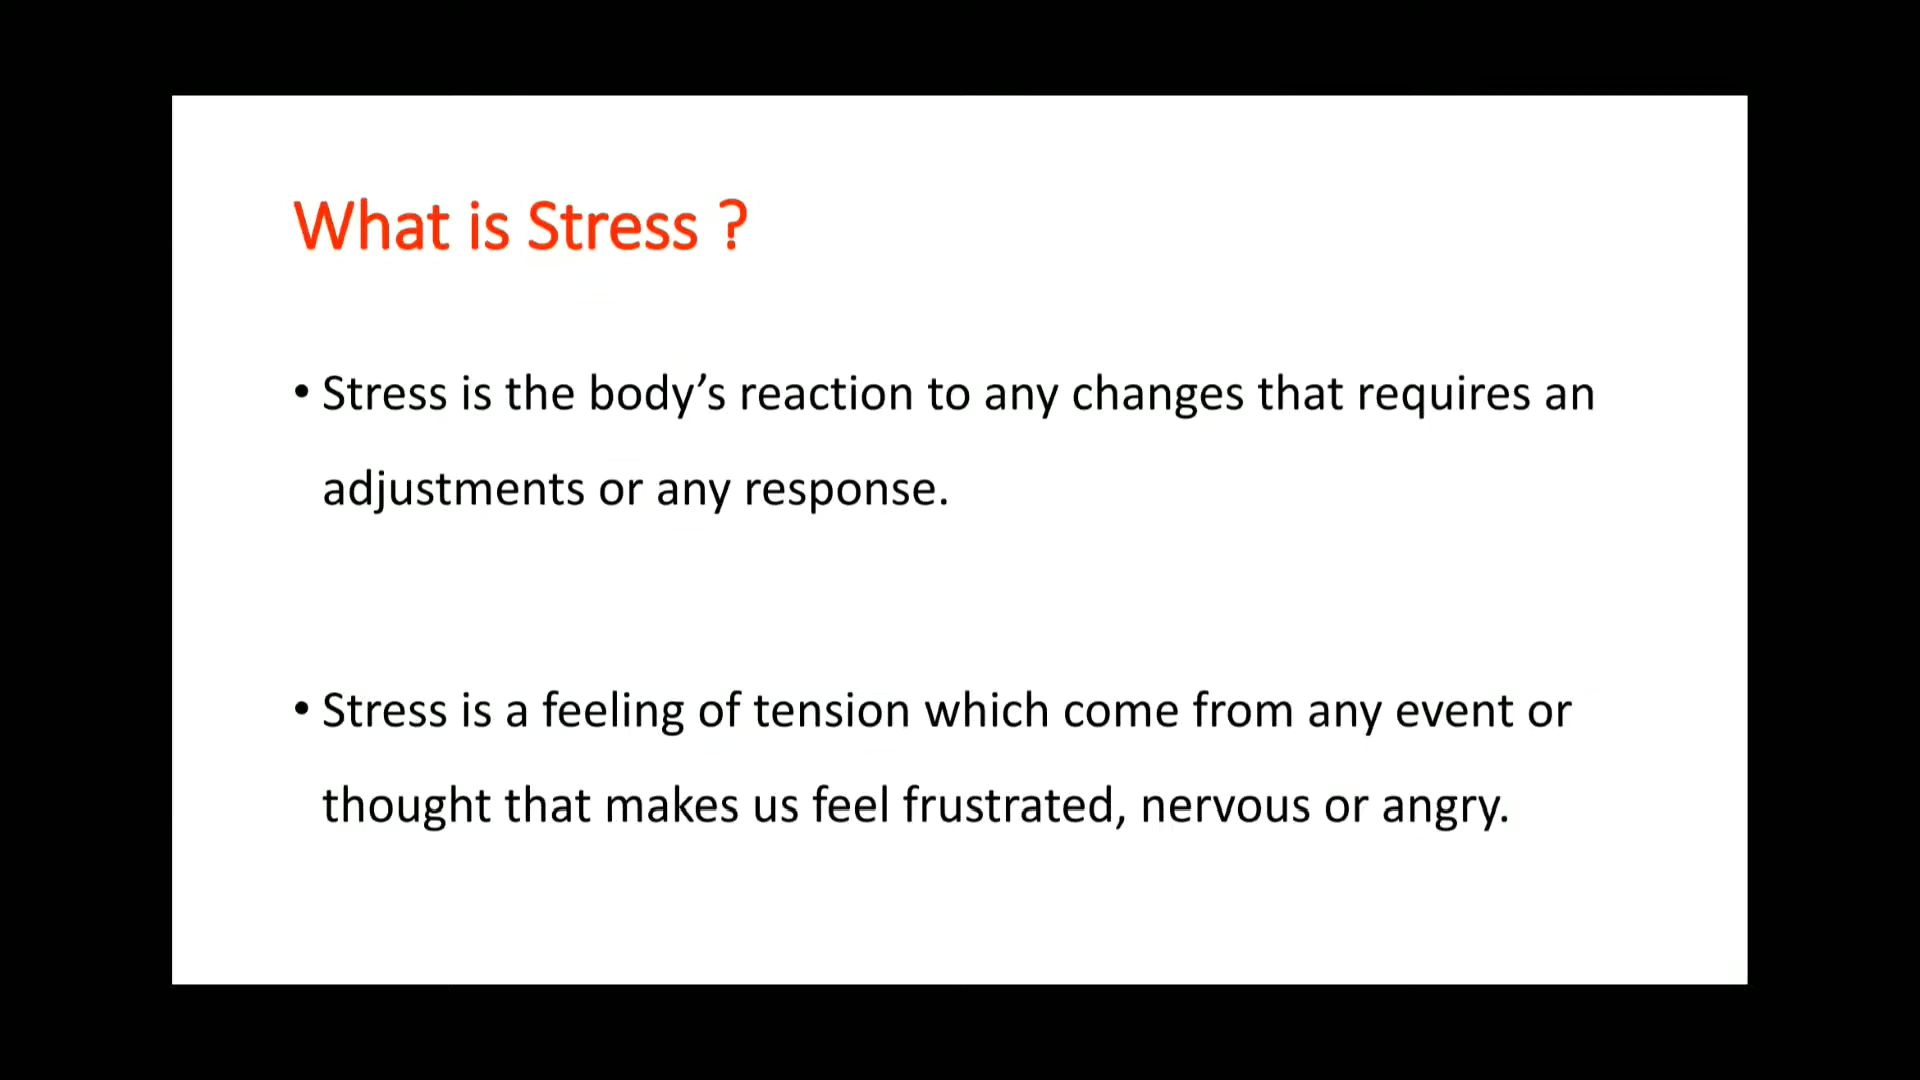 What is Stress ?
• Stress is the body’s reaction to any changes that requires an
adjustments or any response.
• Stress is a feeling of tension which come from any event or
thought that makes us feel frustrated, nervous or angry.